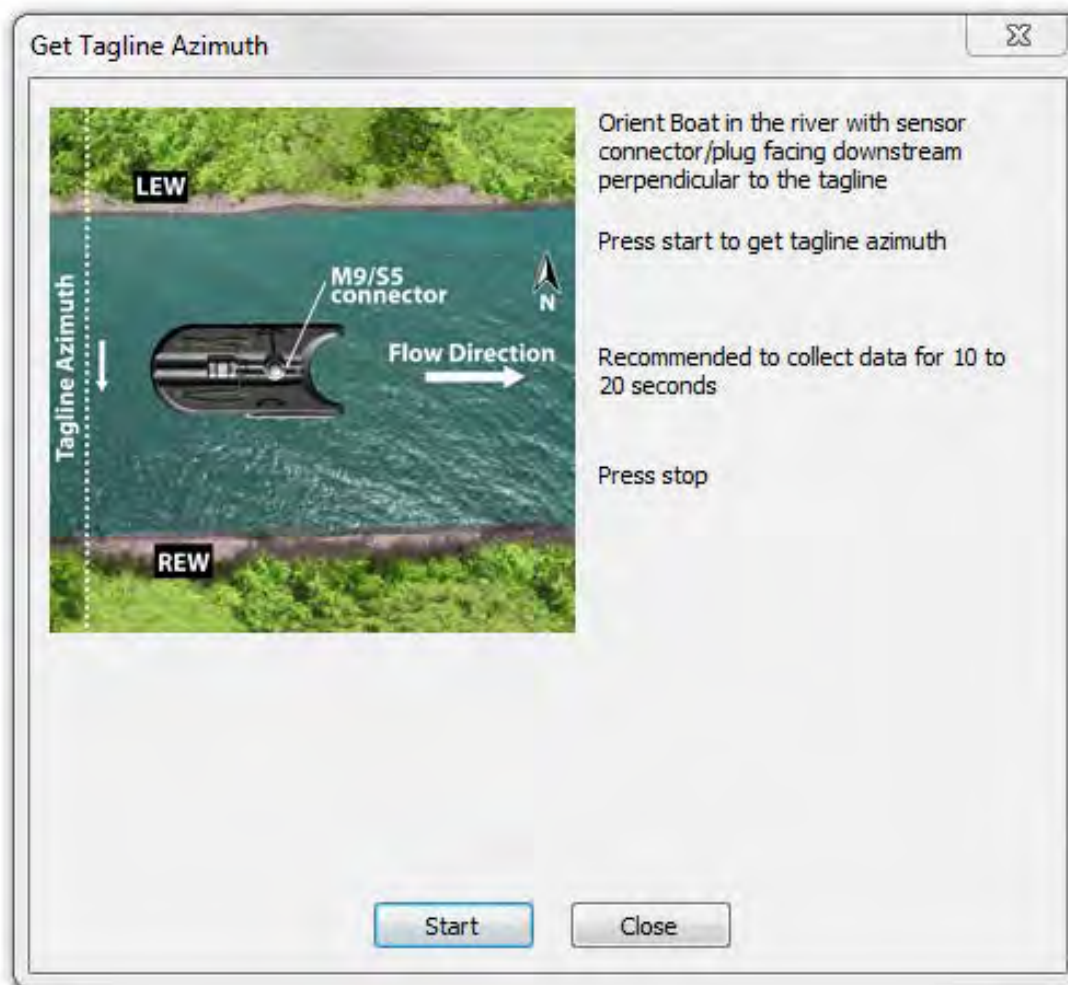 Get Tagline Azimuth
LEW
Tagline Azimuth
M9/S5
connector
N
Flow Direction
REW
Orient Boat in the river with sensor
connector/plug facing downstream
perpendicular to the tagline
Press start to get tagline azimuth
Recommended to collect data for 10 to
20 seconds
Press stop
Start
Close